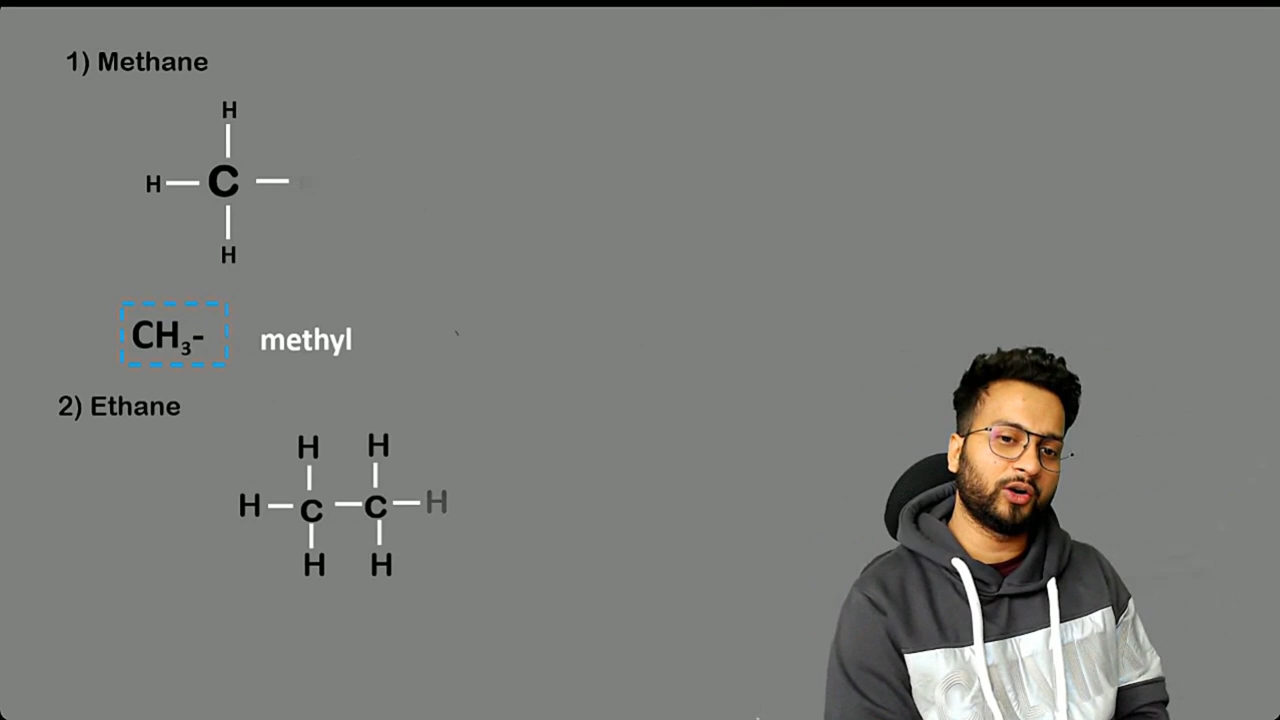 1) Methane
H
H C
H
CH₃- methyl
2) Ethane
H H
H C C H
H H